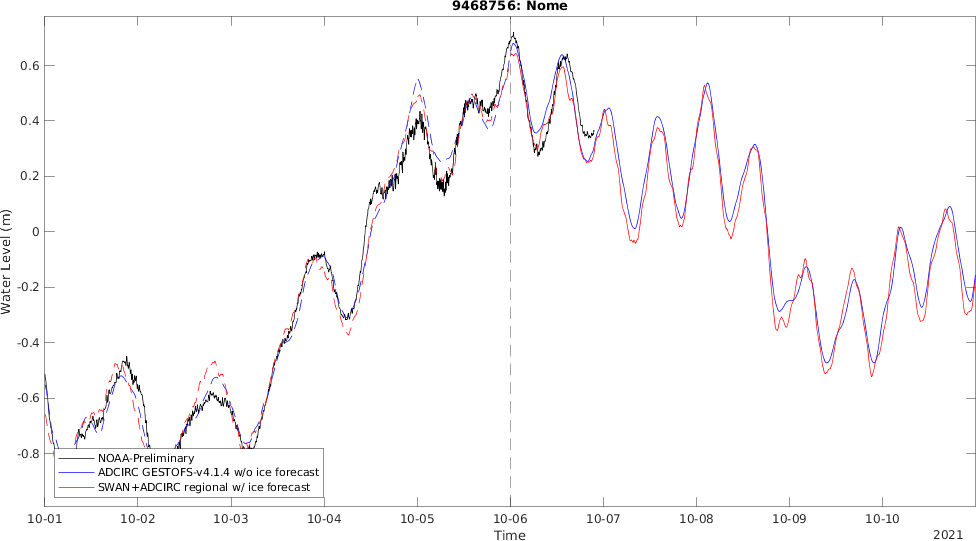 9468756: Nome
Water Level (m)
0.6
0.4
0.2
0
-0.2
-0.4
-0.6
-0.8
NOAA-Preliminary
ADCIRC GESTOFS-v4.1.4 w/o ice forecast
SWAN+ADCIRC regional w/ ice forecast
10-01 10-02 10-03 10-04 10-05 10-06 10-07 10-08 10-09 10-10
Time
2021